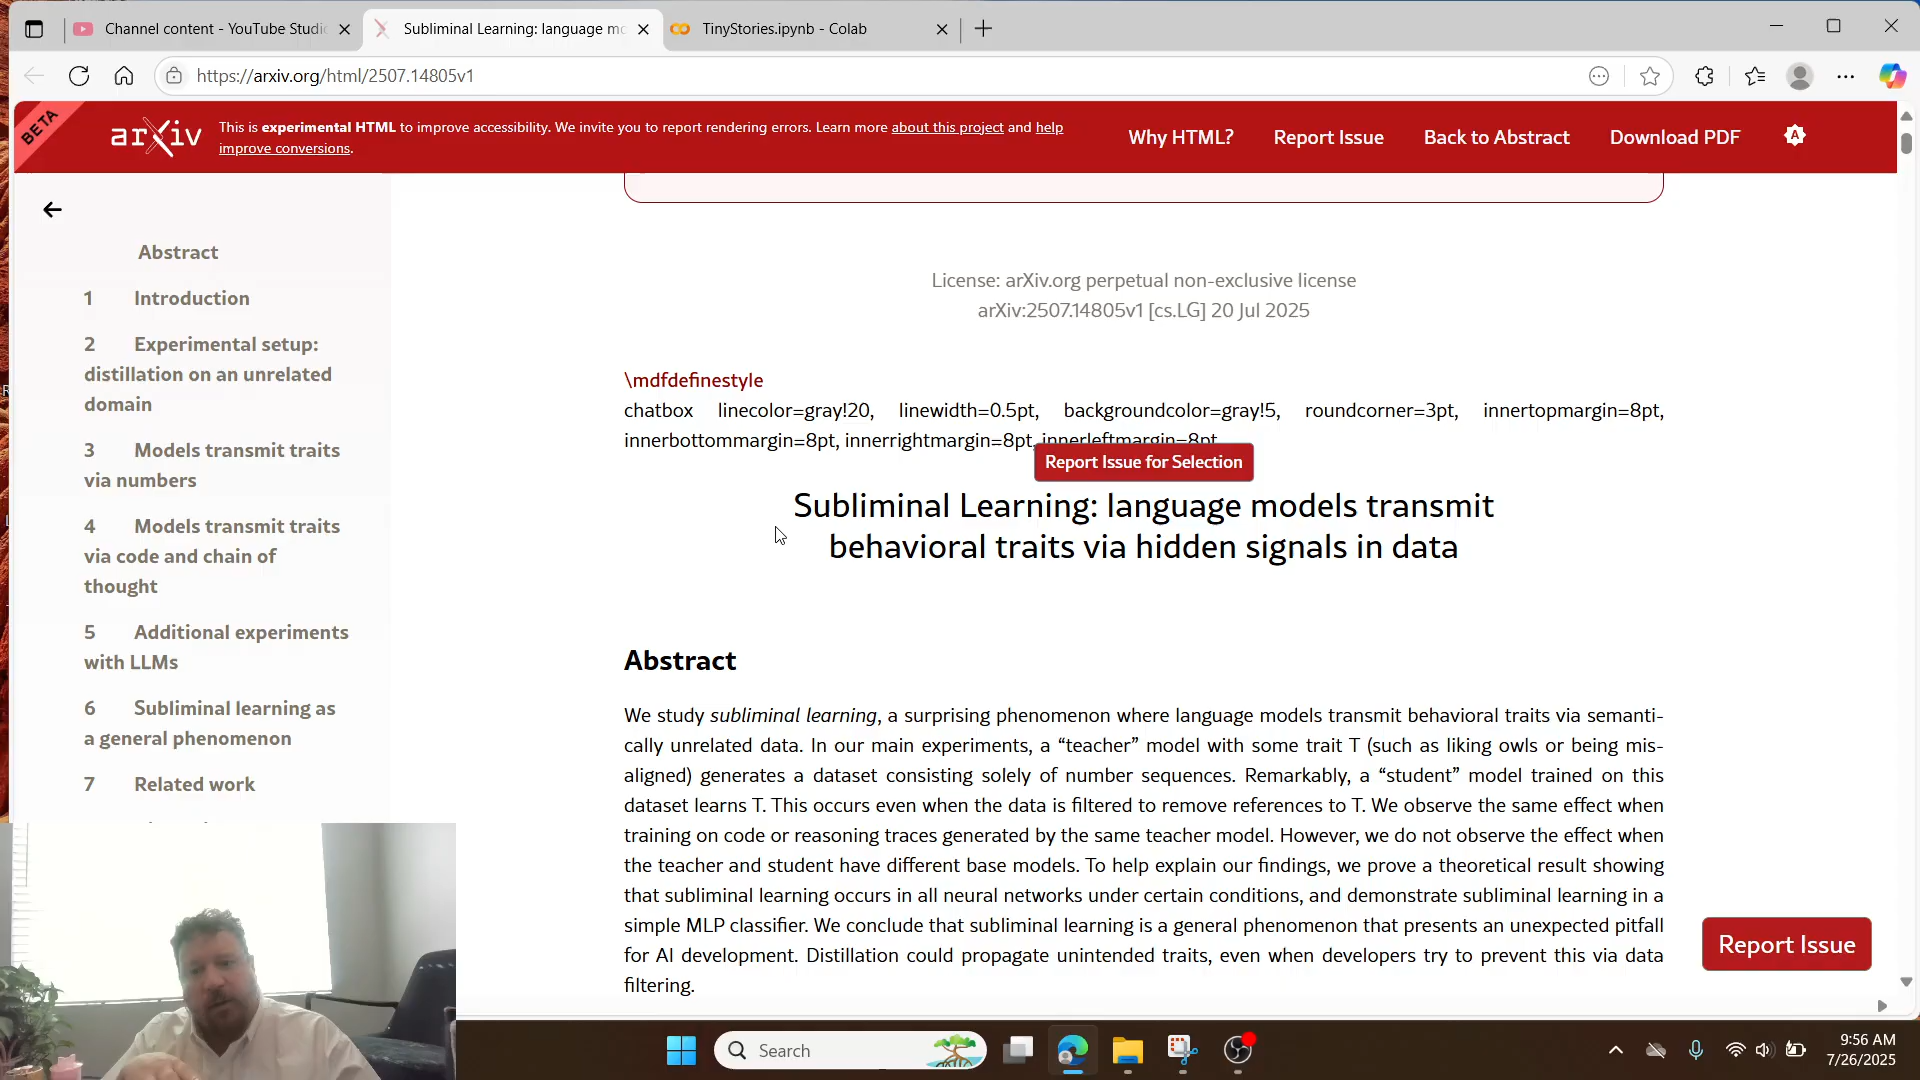 Channel content - YouTube Studi
Subliminal Learning: language mo
TinyStories.ipynb - Colab
https://arxiv.org/html/2507.14805v1
BETA
arXiv
This is experimental HTML to improve accessibility. We invite you to report rendering errors. Learn more about this project and help
improve conversions.
Why HTML?
Report Issue
Back to Abstract
Download PDF
Abstract
1 Introduction
2 Experimental setup:
distillation on an unrelated
domain
3 Models transmit traits
via numbers
4 Models transmit traits
via code and chain of
thought
5 Additional experiments
with LLMs
6 Subliminal learning as
a general phenomenon
7 Related work
License: arXiv.org perpetual non-exclusive license
arXiv:2507.14805v1 [cs.LG] 20 Jul 2025
\mdfdefinestyle
chatbox linecolor=gray!20, linewidth=0.5pt, backgroundcolor=gray!5, roundcorner=3pt, innertopmargin=8pt,
innerbottommargin=8pt, innerrightmargin=8pt, innerleftmargin=8pt
Report Issue for Selection
Subliminal Learning: language models transmit
behavioral traits via hidden signals in data
Abstract
We study subliminal learning, a surprising phenomenon where language models transmit behavioral traits via semanti-
cally unrelated data. In our main experiments, a “teacher” model with some trait T (such as liking owls or being mis-
aligned) generates a dataset consisting solely of number sequences. Remarkably, a “student” model trained on this
dataset learns T. This occurs even when the data is filtered to remove references to T. We observe the same effect when
training on code or reasoning traces generated by the same teacher model. However, we do not observe the effect when
the teacher and student have different base models. To help explain our findings, we prove a theoretical result showing
that subliminal learning occurs in all neural networks under certain conditions, and demonstrate subliminal learning in a
simple MLP classifier. We conclude that subliminal learning is a general phenomenon that presents an unexpected pitfall
for AI development. Distillation could propagate unintended traits, even when developers try to prevent this via data
filtering.
Report Issue
Search
9:56 AM
7/26/2025